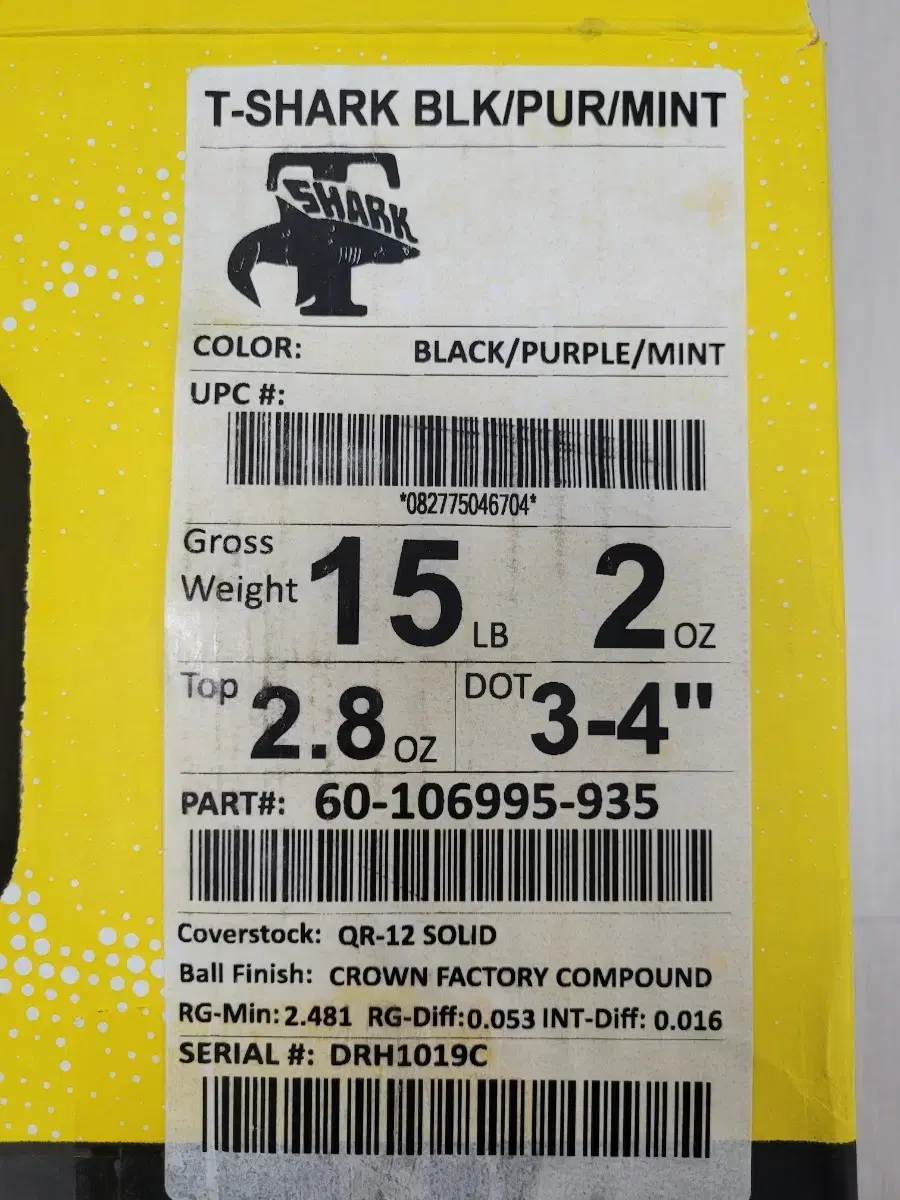 T-SHARK BLK/PUR/MINT
T
SHARK
COLOR: BLACK/PURPLE/MINT
UPC #:
*082775046704*
Gross Weight 15 LB 2 OZ
Top 2.8 OZ DOT 3-4"
PART#: 60-106995-935
Coverstock: QR-12 SOLID
Ball Finish: CROWN FACTORY COMPOUND
RG-Min: 2.481 RG-Diff: 0.053 INT-Diff: 0.016
SERIAL #: DRH1019C